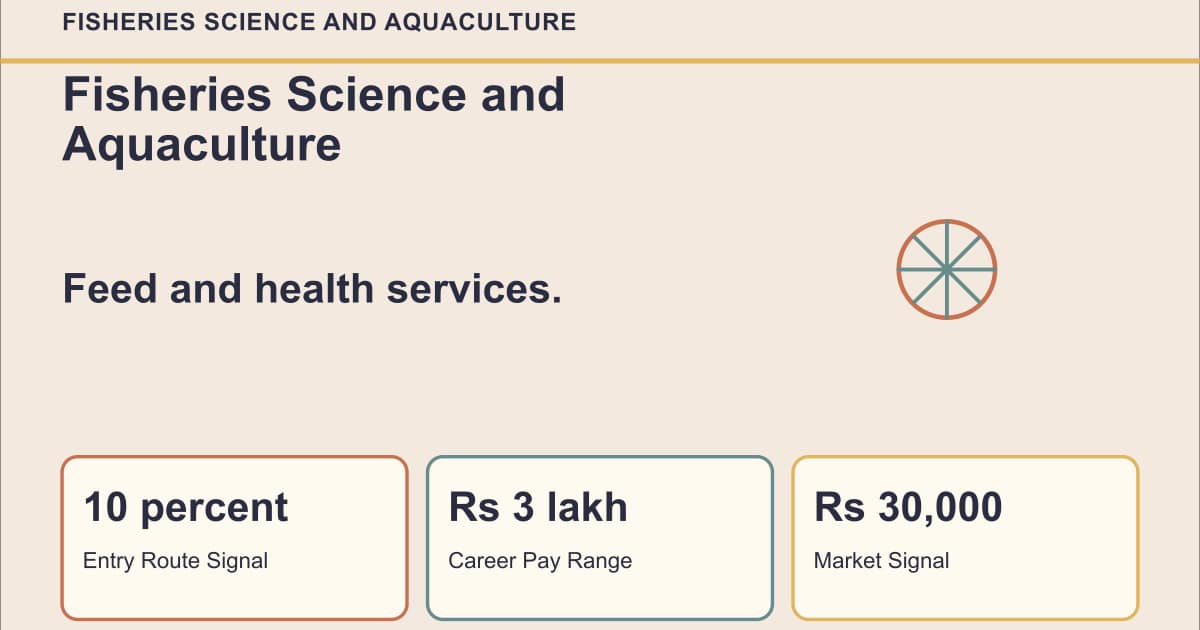 FISHERIES SCIENCE AND AQUACULTURE
Fisheries Science and
Aquaculture
Feed and health services.
10 percent
Entry Route Signal
Rs 3 lakh
Career Pay Range
Rs 30,000
Market Signal